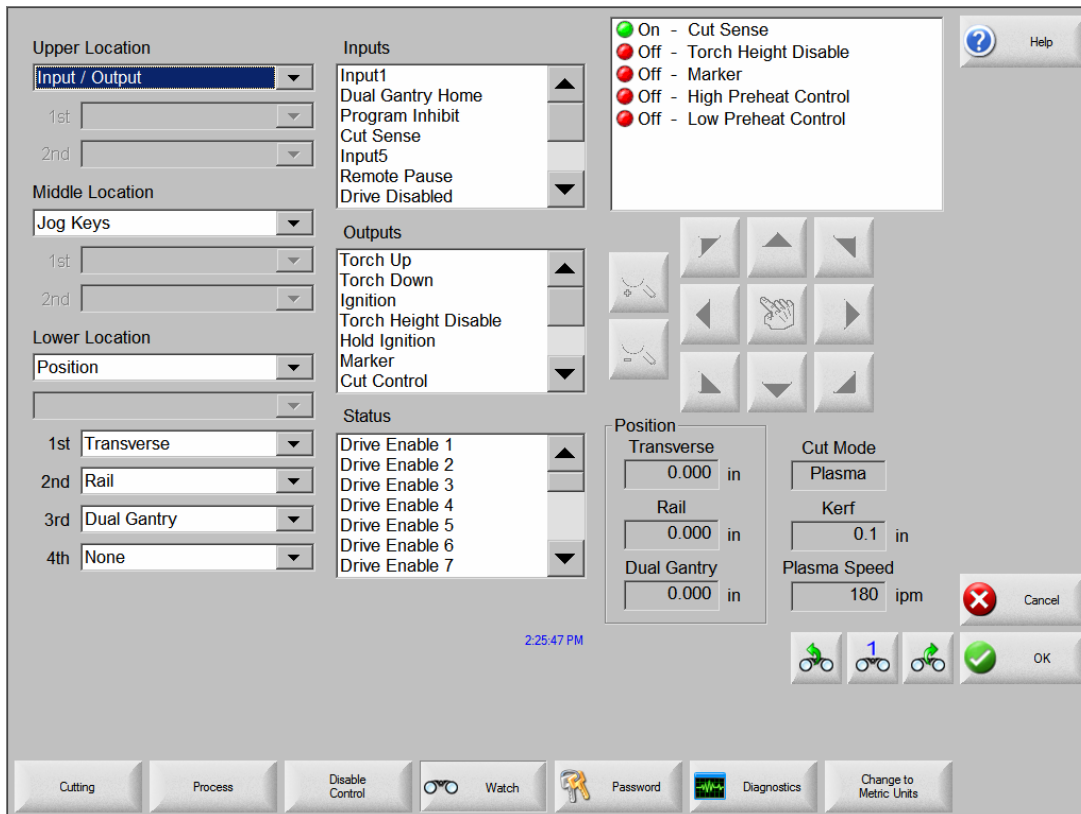 Upper Location
Input / Output
1st
2nd
Middle Location
Jog Keys
1st
2nd
Lower Location
Position
1st Transverse
2nd Rail
3rd Dual Gantry
4th None
Inputs
Input1
Dual Gantry Home
Program Inhibit
Cut Sense
Input5
Remote Pause
Drive Disabled
Outputs
Torch Up
Torch Down
Ignition
Torch Height Disable
Hold Ignition
Marker
Cut Control
Status
Drive Enable 1
Drive Enable 2
Drive Enable 3
Drive Enable 4
Drive Enable 5
Drive Enable 6
Drive Enable 7
On - Cut Sense
Off - Torch Height Disable
Off - Marker
Off - High Preheat Control
Off - Low Preheat Control
Position
Transverse
0.000 in
Rail
0.000 in
Dual Gantry
0.000 in
Cut Mode
Plasma
Kerf
0.1 in
Plasma Speed
180 ipm
2:25:47 PM
1
Help
Cancel
OK
Cutting
Process
Disable
Control
Watch
Password
Diagnostics
Change to
Metric Units